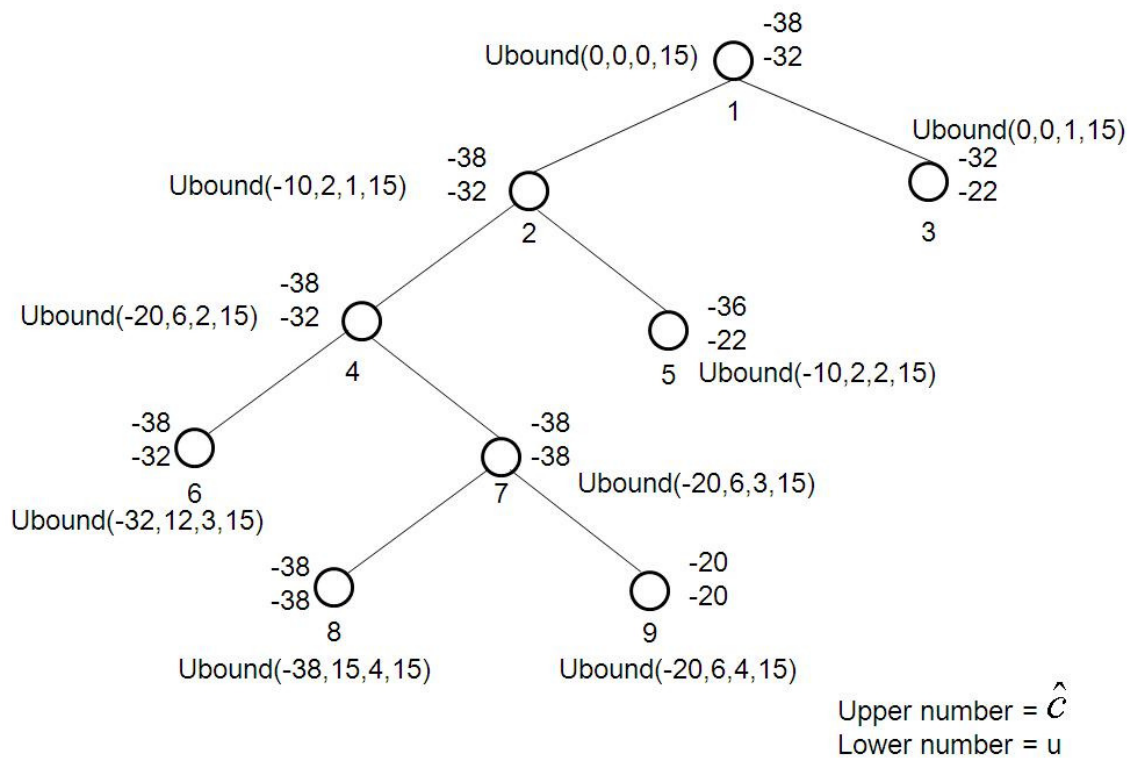 -38
Ubound(0,0,0,15) -32
1
Ubound(0,0,1,15)
-32
-22
3
-38
Ubound(-10,2,1,15) -32
2
-38
Ubound(-20,6,2,15) -32
4
-36
-22
5
Ubound(-10,2,2,15)
-38
-32
6
Ubound(-32,12,3,15)
-38
-38
7
Ubound(-20,6,3,15)
-38
-38
8
Ubound(-38,15,4,15)
-20
-20
9
Ubound(-20,6,4,15)
Upper number = ĉ
Lower number = u